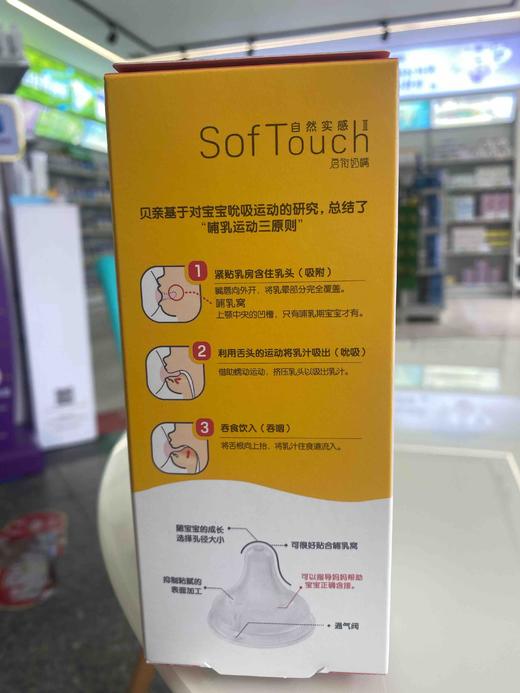 自然实感 II
SofTouch
宽口奶嘴
贝亲基于对宝宝吮吸运动的研究，总结了
“哺乳运动三原则”
1 紧贴乳房含住乳头（吸附）
嘴唇向外开，将乳晕部分完全覆盖。
哺乳窝
上颚中央的凹槽，只有哺乳期宝宝才有。
2 利用舌头的运动将乳汁吸出（吮吸）
借助蠕动运动，挤压乳头以吸出乳汁。
3 吞食饮入（吞咽）
将舌根向上抬，将乳汁往食道流入。
随宝宝的成长
选择孔径大小
可很好贴合哺乳窝
抑制粘腻的
表面加工
可以指导妈妈帮助
宝宝正确含接。
通气阀